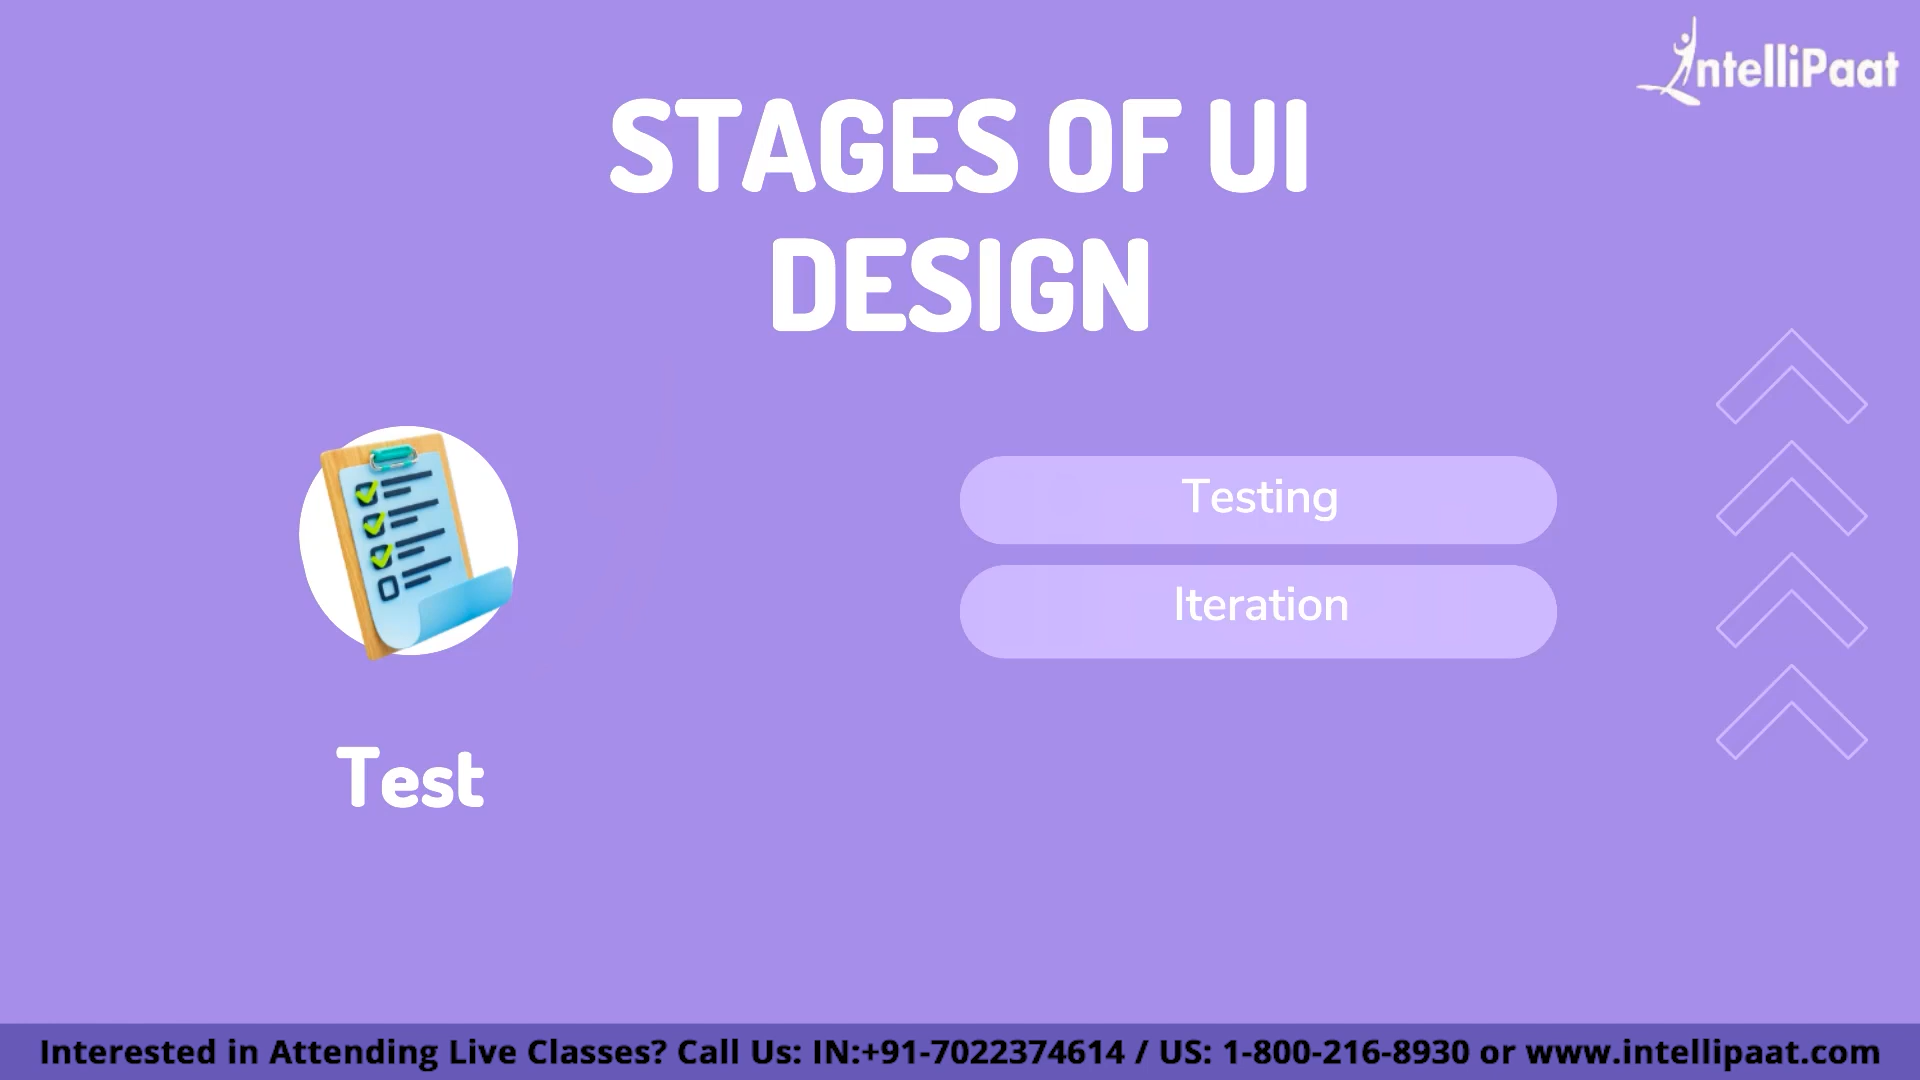 IntelliPaat
STAGES OF UI
DESIGN
Testing
Iteration
Test
Interested in Attending Live Classes? Call Us: IN:+91-7022374614 / US: 1-800-216-8930 or www.intellipaat.com